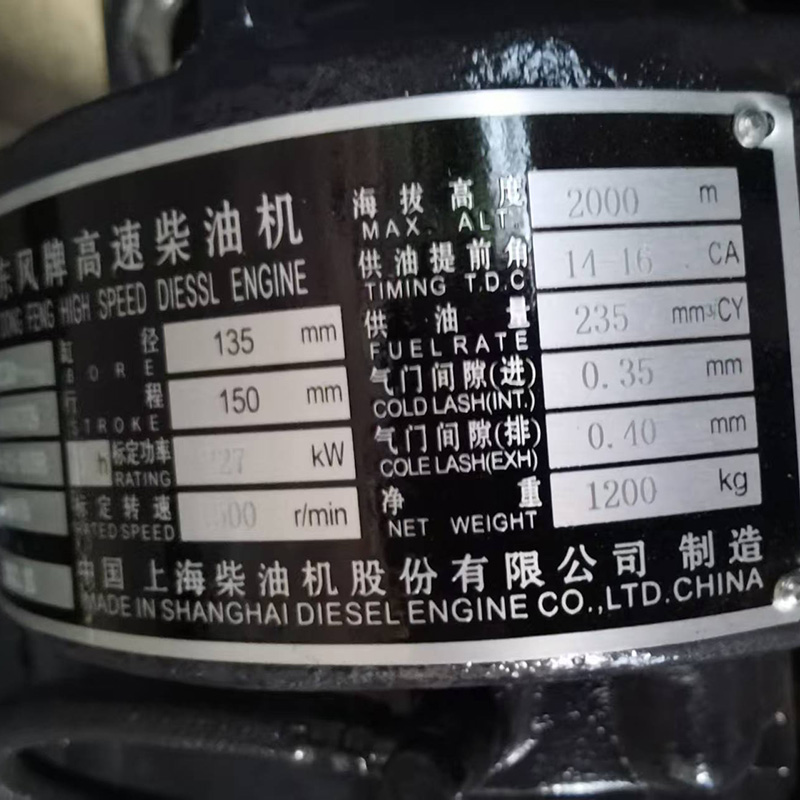 风牌高速柴油机
FENG HIGH SPEED DIESSL ENGINE
缸 径
BORE
135 mm
行 程
STROKE
150 mm
h 标定功率
RATING
27 kW
标定转速
RATED SPEED
500 r/min
海拔高度
MAX. ALT
2000 m
供油提前角
TIMING T.D.C
14-16 CA
供 油 量
FUEL RATE
235 mm³/CY
气门间隙(进)
COLD LASH(INT.)
0.35 mm
气门间隙(排)
COLE LASH(EXH)
0.40 mm
净 重
NET WEIGHT
1200 kg
中国 上海柴油机股份有限公司 制造
MADE IN SHANGHAI DIESEL ENGINE CO.,LTD.CHINA